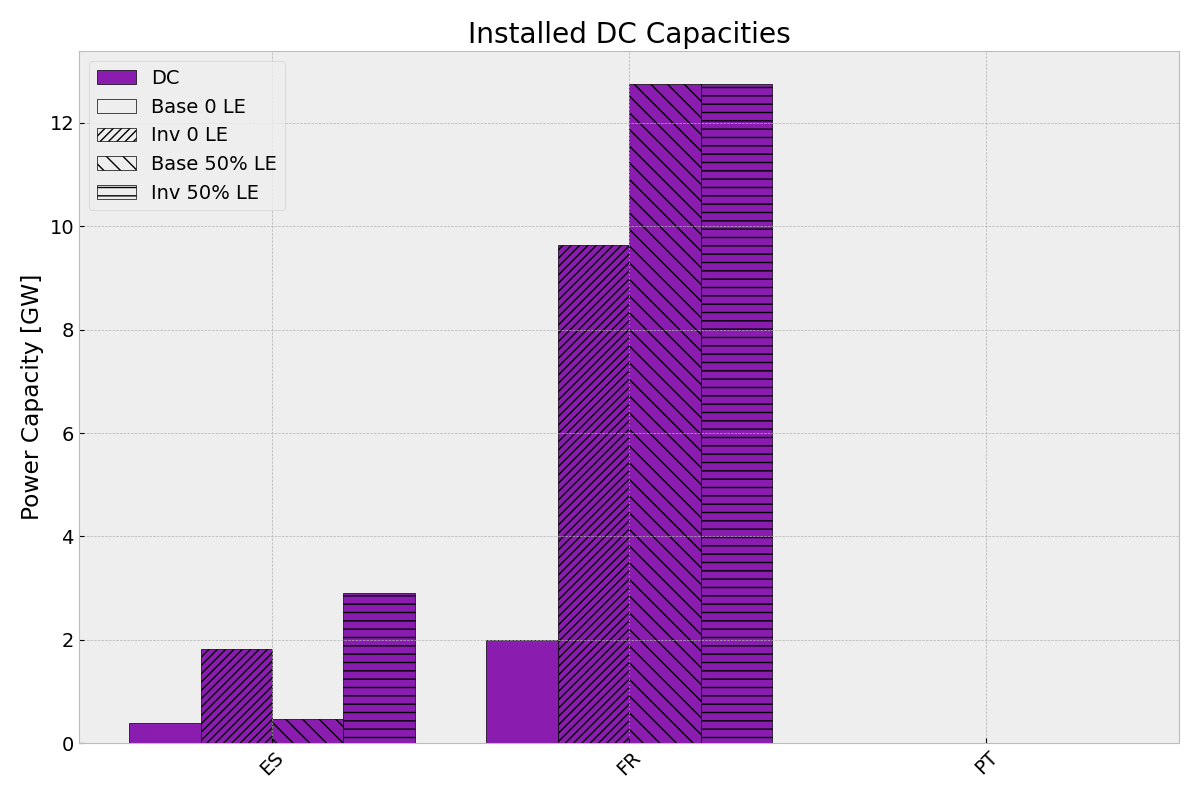 Installed DC Capacities
DC
Base 0 LE
Inv 0 LE
Base 50% LE
Inv 50% LE
Power Capacity [GW]
12
10
8
6
4
2
0
ES
FR
PT